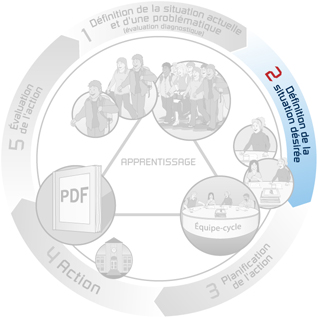 1 Définition de la situation actuelle
et d'une problématique
(évaluation diagnostique)
2 Définition de la
situation désirée
3 Planification
de l'action
4 Action
5 Évaluation
de l'action
APPRENTISSAGE
PDF
Équipe-cycle